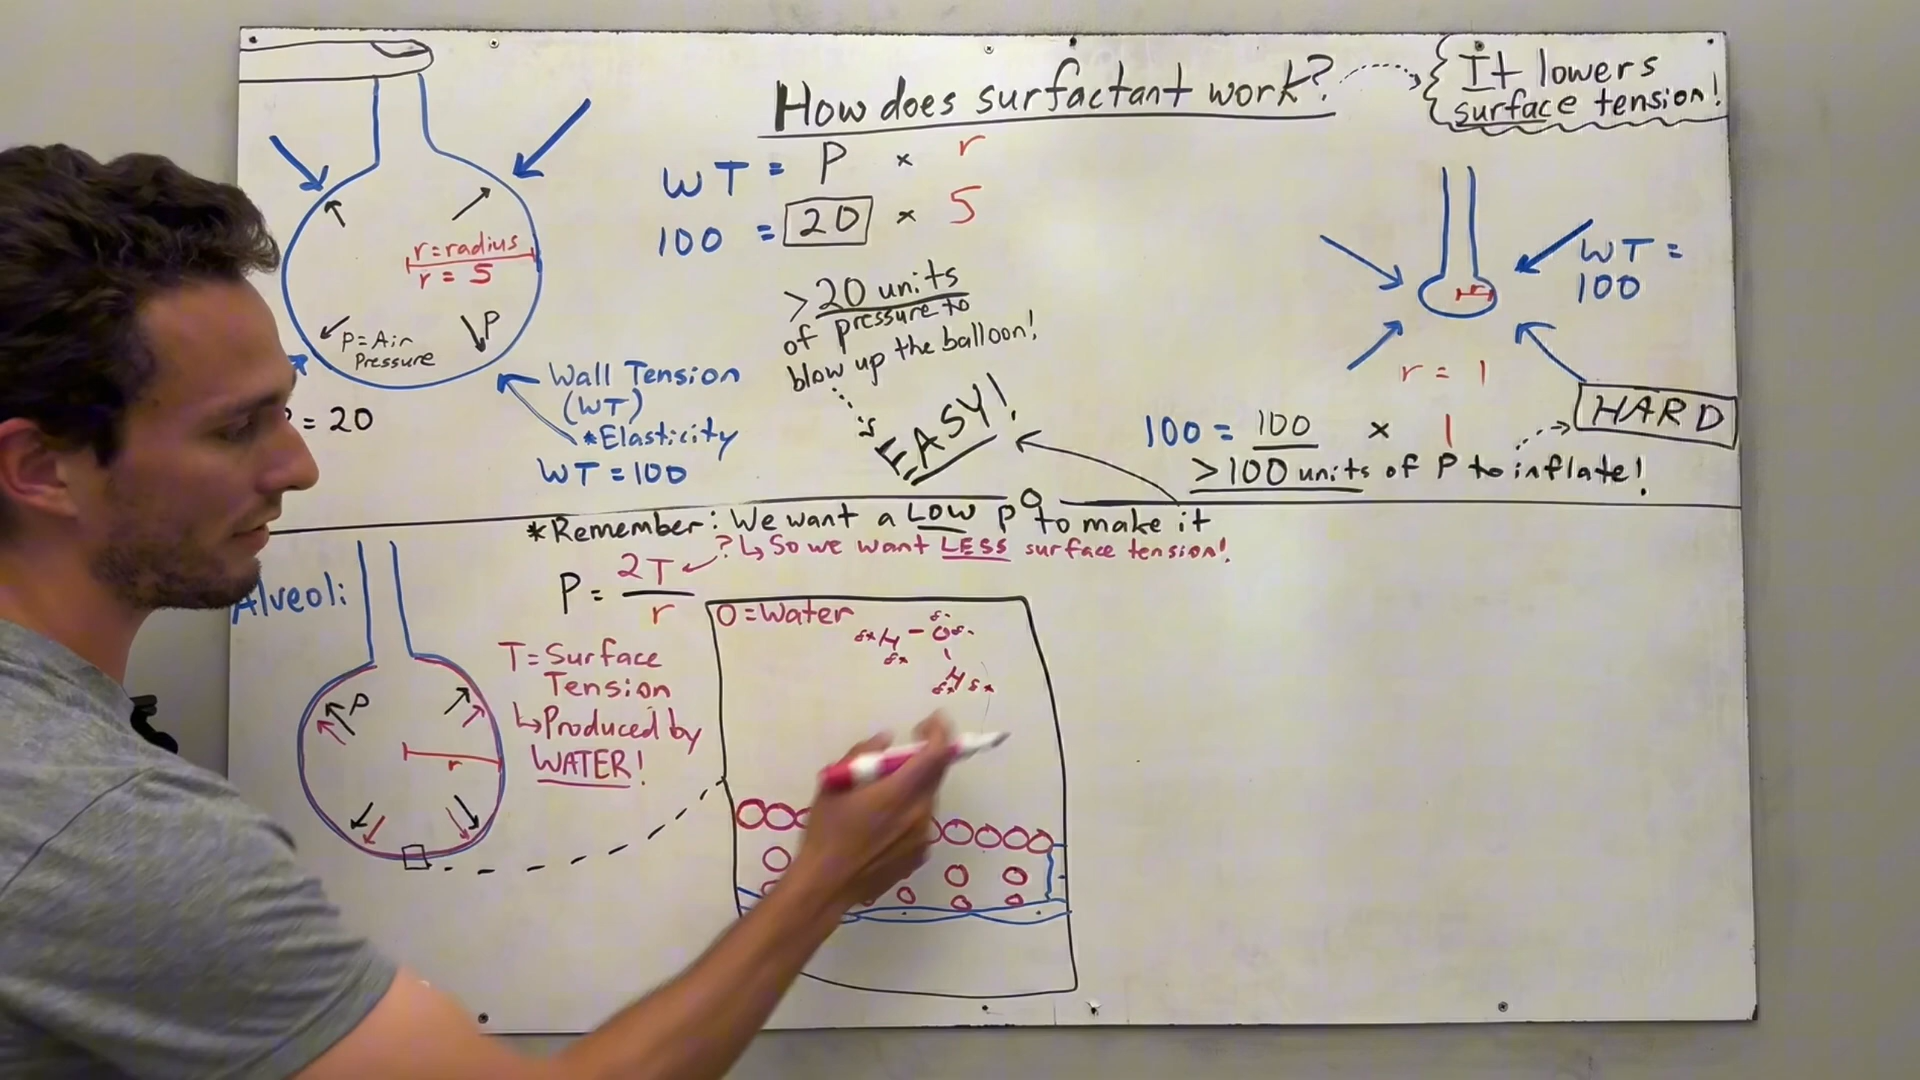 How does surfactant work?
It lowers
surface tension!
WT = P × r
100 = 20 × 5
>20 units
of pressure to
blow up the balloon!
is
EASY!
r=radius
r = 5
P=Air
Pressure
P
= 20
Wall Tension
(WT)
*Elasticity
WT=100
WT =
100
r
r = 1
HARD
100 = 100 × 1
>100 units of P to inflate!
*Remember: We want a LOW P to make it
? ↳ So we want LESS surface tension!
Alveoli:
P
r
P = 2T
r
T=Surface
Tension
↳Produced by
WATER!
O=Water
δ-
δ+ H - O δ-
δ+
H
δ+ δ+